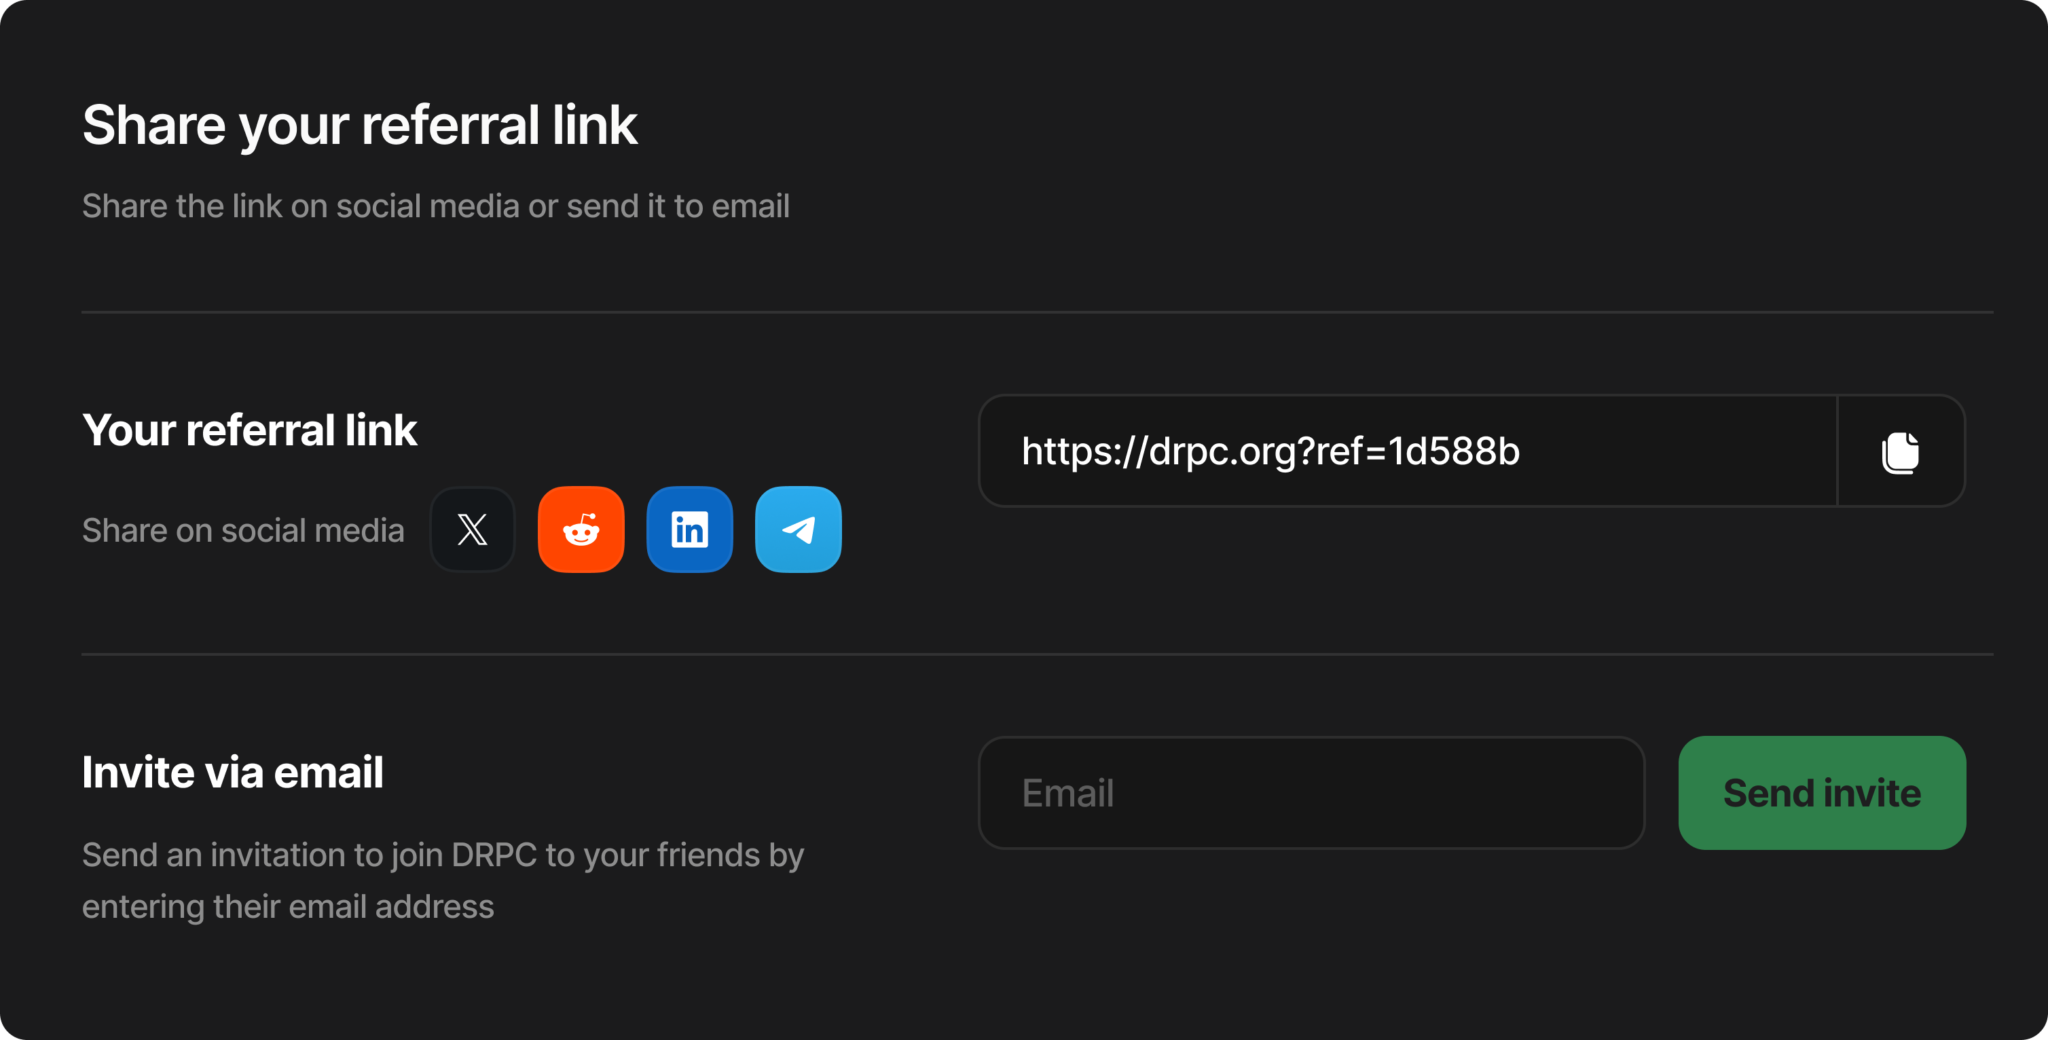 Share your referral link
Share the link on social media or send it to email
Your referral link
https://drpc.org?ref=1d588b
Share on social media
Invite via email
Email
Send invite
Send an invitation to join DRPC to your friends by
entering their email address